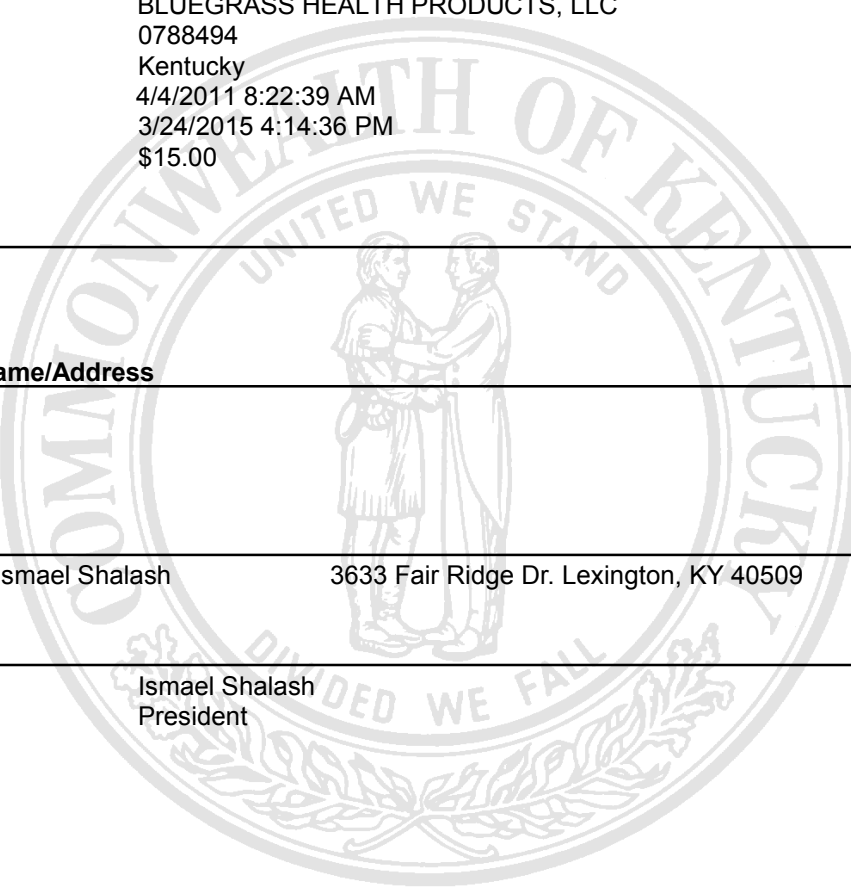 BLUEGRASS HEALTH PRODUCTS, LLC
0788494
Kentucky
4/4/2011 8:22:39 AM
3/24/2015 4:14:36 PM
$15.00
COMMONWEALTH OF KENTUCKY
UNITED WE STAND
ame/Address
smael Shalash 3633 Fair Ridge Dr. Lexington, KY 40509
DIVIDED WE FALL
Ismael Shalash
President